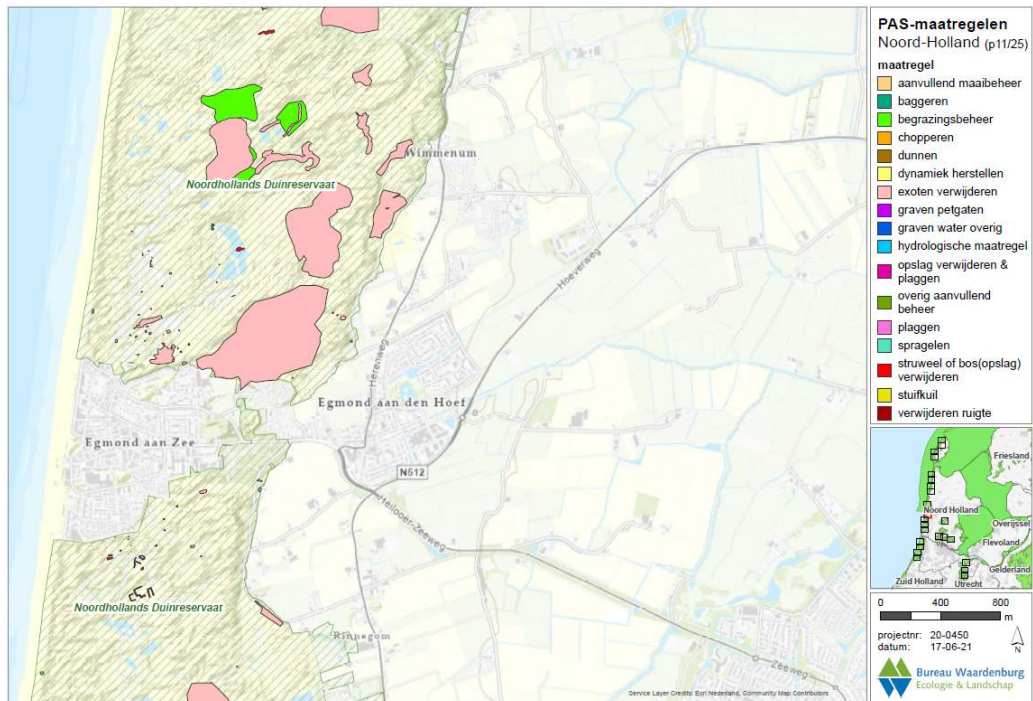 PAS-maatregelen
Noord-Holland (p11/25)
maatregel
aanvullend maaibeheer
baggeren
begrazingsbeheer
chopperen
dunnen
dynamiek herstellen
exoten verwijderen
graven petgaten
graven water overig
hydrologische maatregel
opslag verwijderen &
plaggen
overig aanvullend
beheer
plaggen
spragelen
struweel of bos(opslag)
verwijderen
stuifkuil
verwijderen ruigte
Wimmenum
Noordhollands Duinreservaat
Hoeverweg
Herenweg
Egmond aan den Hoef
Egmond aan Zee
N512
Heilooer-Zeeweg
Noordhollands Duinreservaat
Rinnegom
Zeeweg
Service Layer Credits: Esri Nederland, Community Map Contributors
Friesland
Noord Holland
Overijssel
Flevoland
Gelderland
Zuid Holland
Utrecht
0 400 800
m
projectnr: 20-0450
datum: 17-06-21
N
Bureau Waardenburg
Ecologie & Landschap